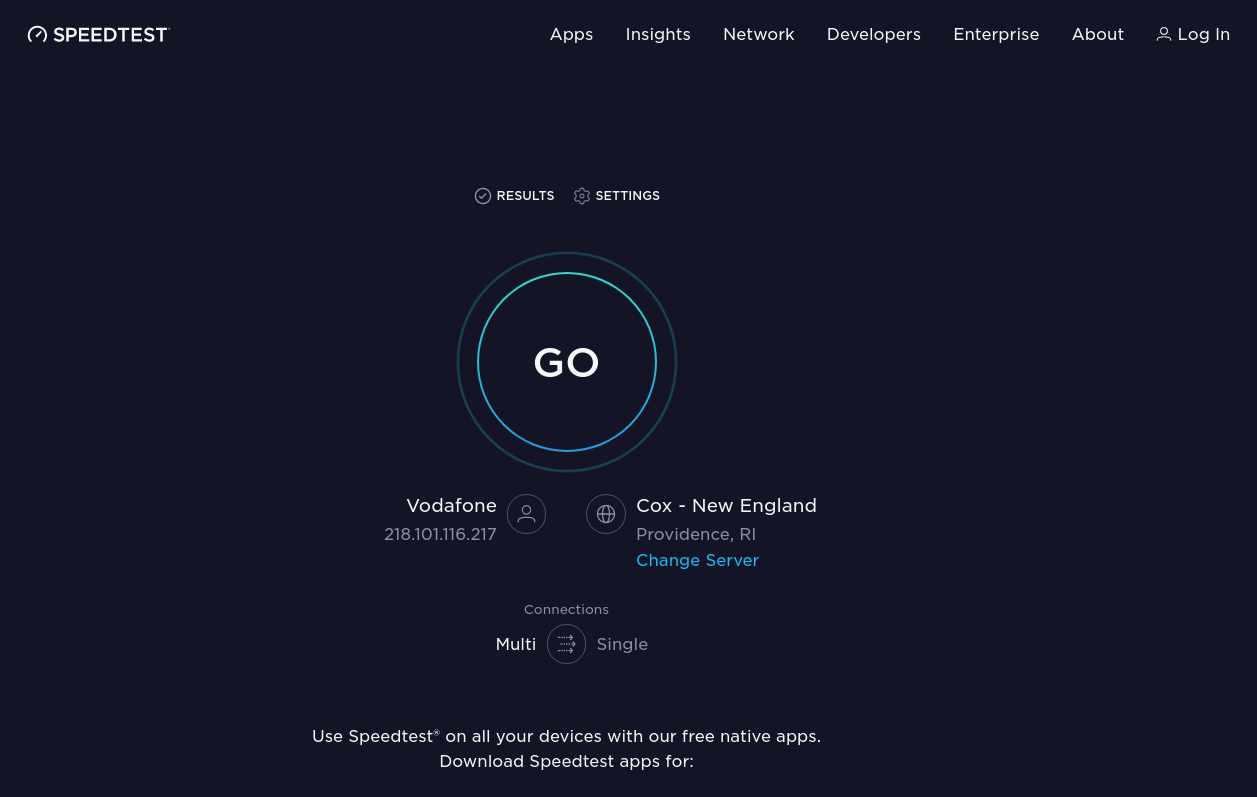 SPEEDTEST®
Apps Insights Network Developers Enterprise About Log In
RESULTS SETTINGS
GO
Vodafone
218.101.116.217
Cox - New England
Providence, RI
Change Server
Connections
Multi Single
Use Speedtest® on all your devices with our free native apps.
Download Speedtest apps for: